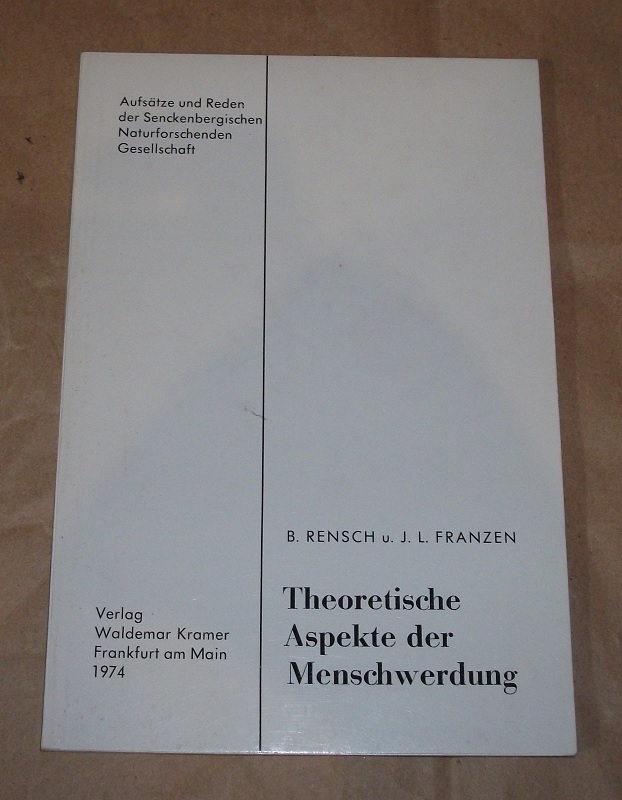 Aufsätze und Reden
der Senckenbergischen
Naturforschenden
Gesellschaft
B. RENSCH u. J. L. FRANZEN
Theoretische
Aspekte der
Menschwerdung
Verlag
Waldemar Kramer
Frankfurt am Main
1974